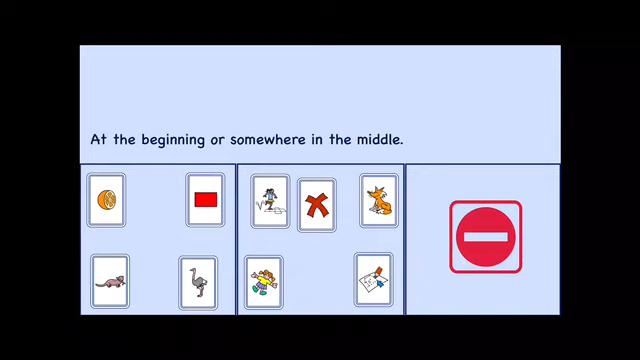 At the beginning or somewhere in the middle.